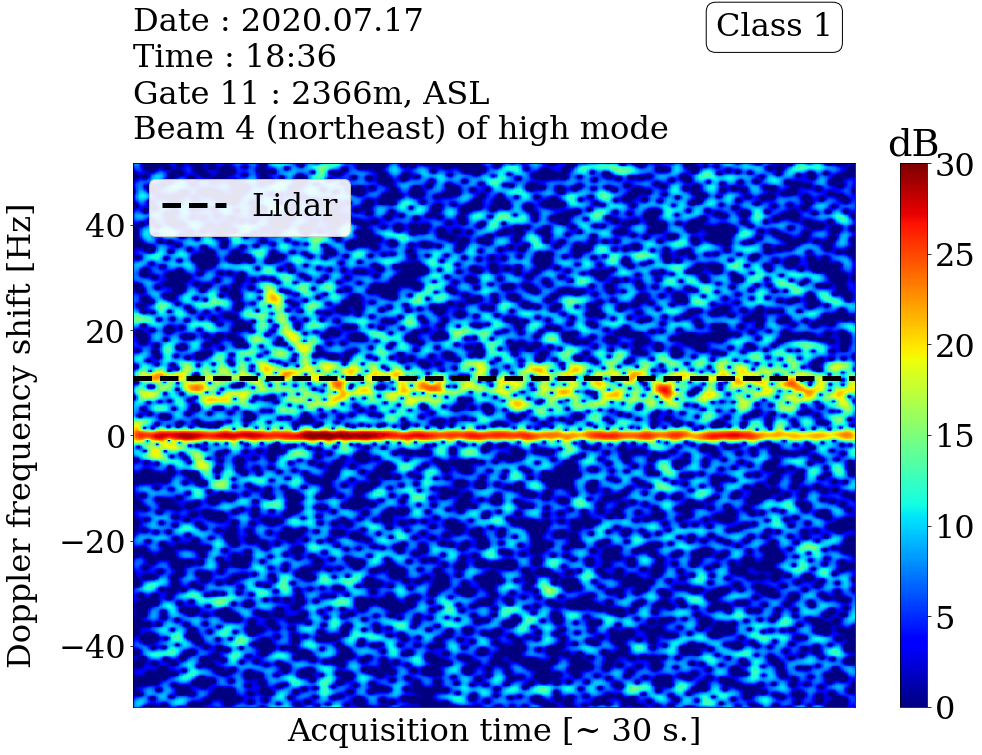 Date : 2020.07.17
Time : 18:36
Gate 11 : 2366m, ASL
Beam 4 (northeast) of high mode
Class 1
dB
Lidar
Doppler frequency shift [Hz]
40
20
0
−20
−40
30
25
20
15
10
5
0
Acquisition time [~ 30 s.]